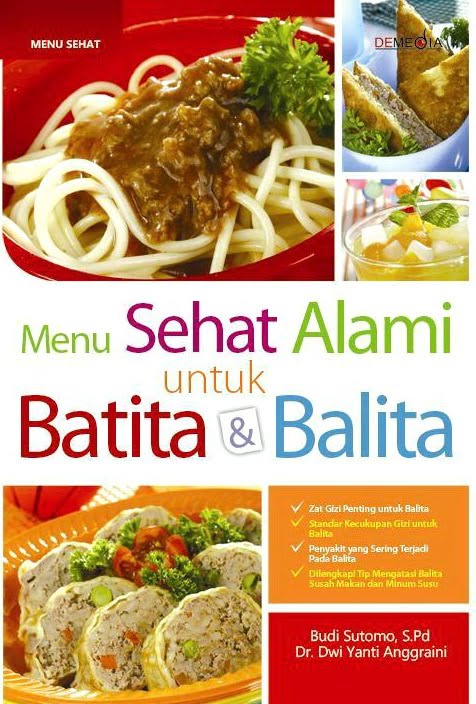 MENU SEHAT
DEMEDIA
Menu Sehat Alami
untuk
Batita & Balita
Zat Gizi Penting untuk Balita
Standar Kecukupan Gizi untuk
Balita
Penyakit yang Sering Terjadi
Pada Balita
Dilengkapi Tip Mengatasi Balita
Susah Makan dan Minum Susu
Budi Sutomo, S.Pd
Dr. Dwi Yanti Anggraini